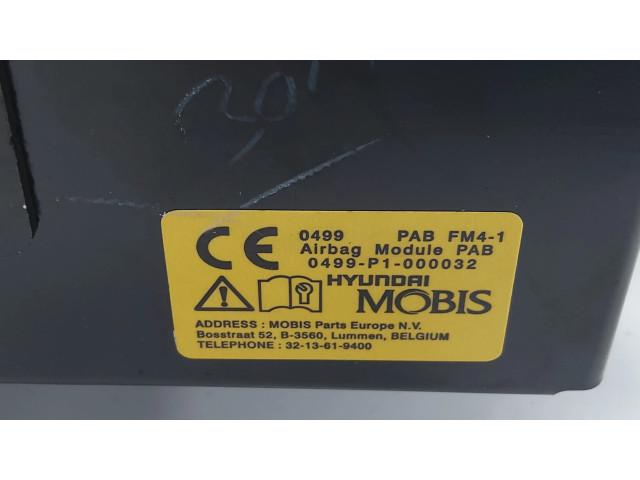 20
CE 0499 PAB FM4-1
Airbag Module PAB
0499-P1-000032
HYUNDAI
MOBIS
ADDRESS : MOBIS Parts Europe N.V.
Bosstraat 52, B-3560, Lummen, BELGIUM
TELEPHONE : 32-13-61-9400